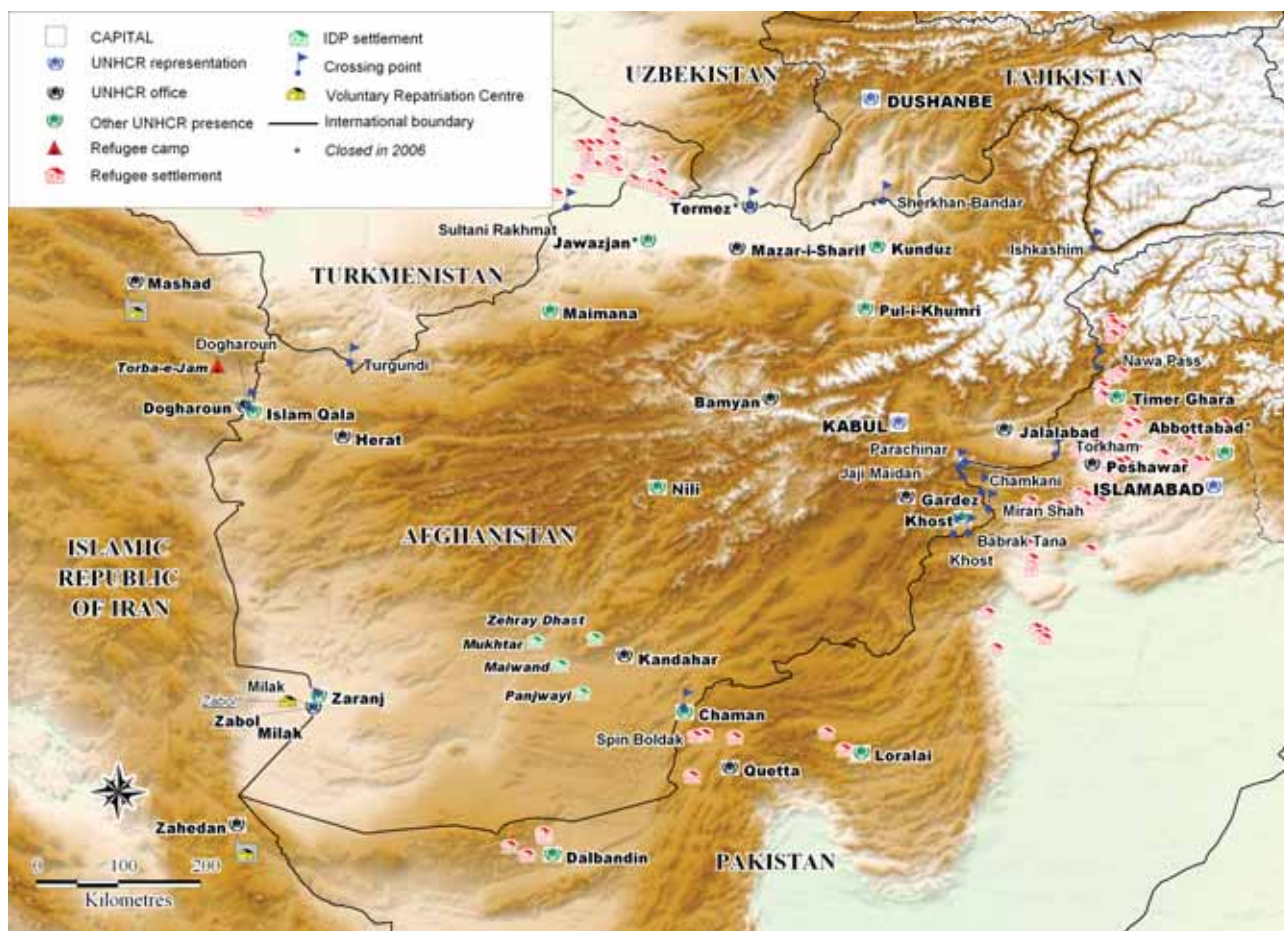 CAPITAL
UNHCR representation
UNHCR office
Other UNHCR presence
Refugee camp
Refugee settlement
IDP settlement
Crossing point
Voluntary Repatriation Centre
International boundary
* Closed in 2006
UZBEKISTAN
TAJIKISTAN
DUSHANBE
Termez*
Sherkhan-Bandar
Sultani Rakhmat
Jawazjan*
Mazar-i-Sharif
Kunduz
Ishkashim
TURKMENISTAN
Mashad
Maimana
Pul-i-Khumri
Dogharoun
Torba-e-Jam
Turgundi
Nawa Pass
Dogharoun
Islam Qala
Bamyan
Timer Ghara
Herat
KABUL
Jalalabad
Abbottabad*
Parachinar
Torkham
Peshawar
Jaji Maidan
Chamkani
Nili
Gardez
ISLAMABAD
Miran Shah
Khost
AFGHANISTAN
Babrak Tana
Khost
ISLAMIC
REPUBLIC
OF IRAN
Zehray Dhast
Mukhtar
Maiwand
Kandahar
Panjwayi
Milak
Zabol
Zaranj
Zabol
Milak
Chaman
Spin Boldak
Loralai
Quetta
Zahedan
Dalbandin
PAKISTAN
0 100 200
Kilometres